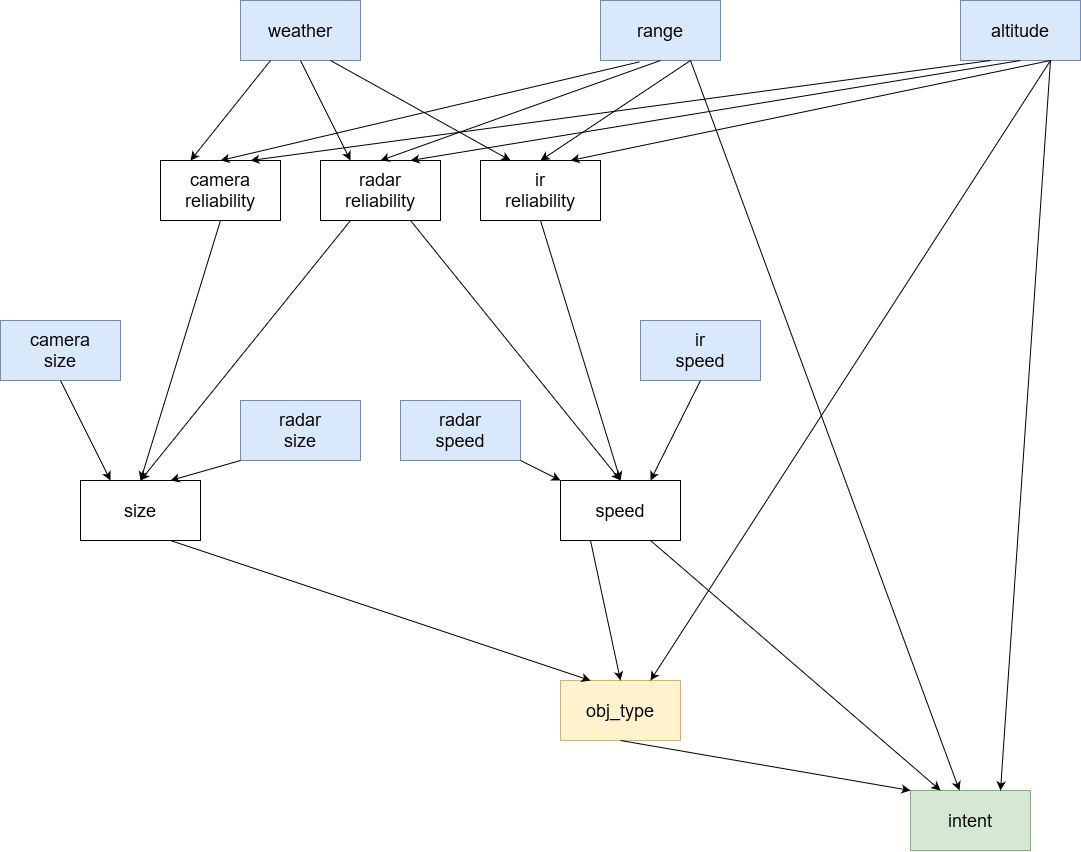 weather
range
altitude
camera
reliability
radar
reliability
ir
reliability
camera
size
ir
speed
radar
size
radar
speed
size
speed
obj_type
intent